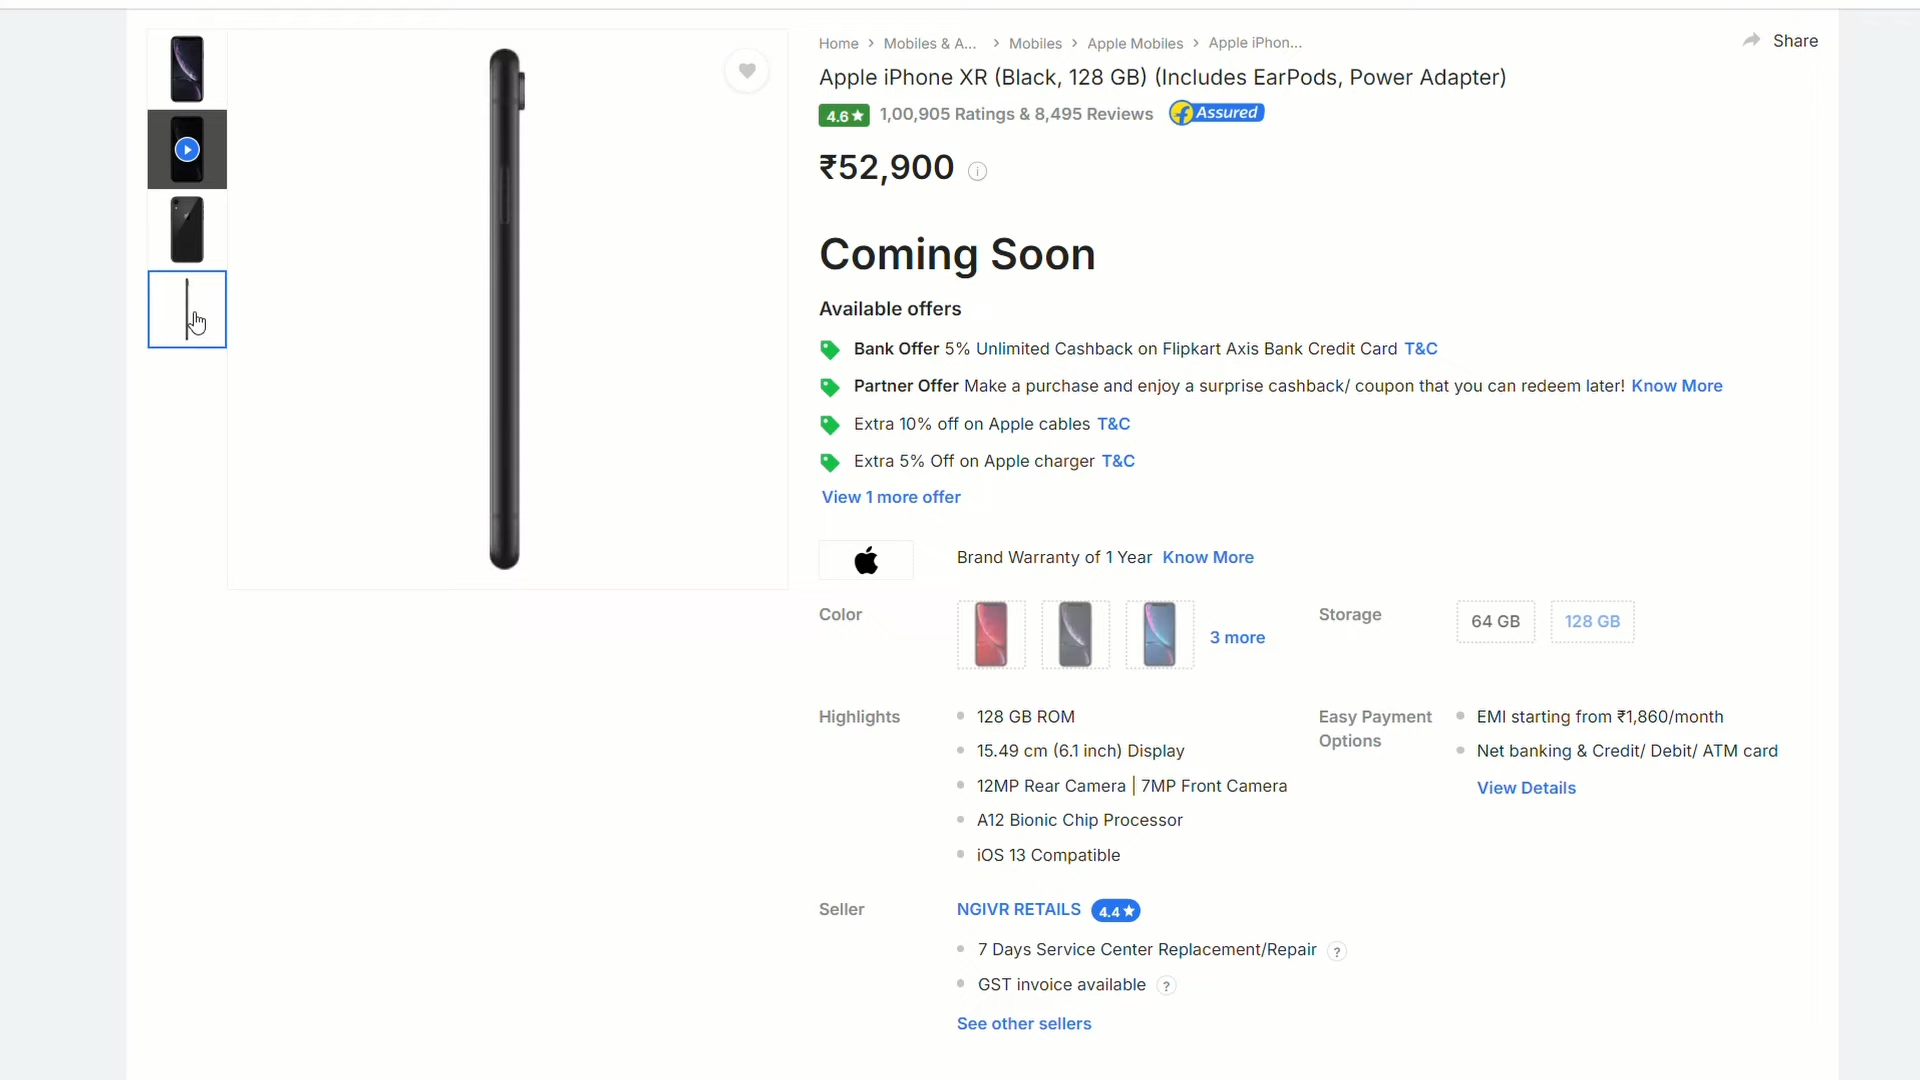 Home > Mobiles & A... > Mobiles > Apple Mobiles > Apple iPhon...
Share
Apple iPhone XR (Black, 128 GB) (Includes EarPods, Power Adapter)
4.6★ 1,00,905 Ratings & 8,495 Reviews Assured
₹52,900
Coming Soon
Available offers
Bank Offer 5% Unlimited Cashback on Flipkart Axis Bank Credit Card T&C
Partner Offer Make a purchase and enjoy a surprise cashback/ coupon that you can redeem later! Know More
Extra 10% off on Apple cables T&C
Extra 5% Off on Apple charger T&C
View 1 more offer
Brand Warranty of 1 Year Know More
Color
3 more
Storage
64 GB
128 GB
Highlights
128 GB ROM
15.49 cm (6.1 inch) Display
12MP Rear Camera | 7MP Front Camera
A12 Bionic Chip Processor
iOS 13 Compatible
Easy Payment
Options
EMI starting from ₹1,860/month
Net banking & Credit/ Debit/ ATM card
View Details
Seller
NGIVR RETAILS 4.4★
7 Days Service Center Replacement/Repair ?
GST invoice available ?
See other sellers